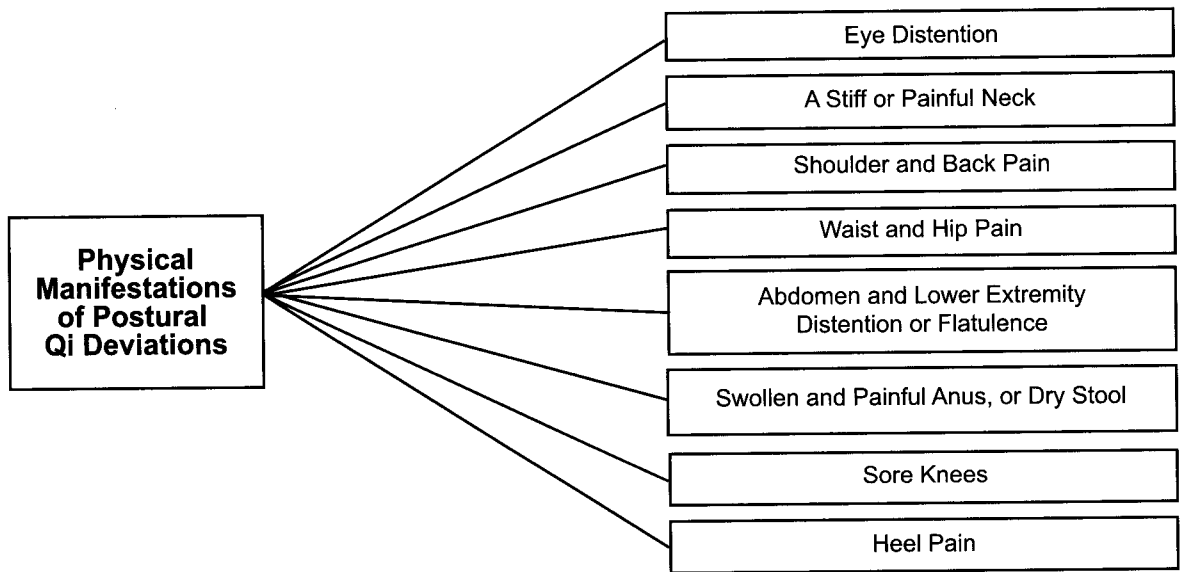 Physical
Manifestations
of Postural
Qi Deviations
Eye Distention
A Stiff or Painful Neck
Shoulder and Back Pain
Waist and Hip Pain
Abdomen and Lower Extremity
Distention or Flatulence
Swollen and Painful Anus, or Dry Stool
Sore Knees
Heel Pain